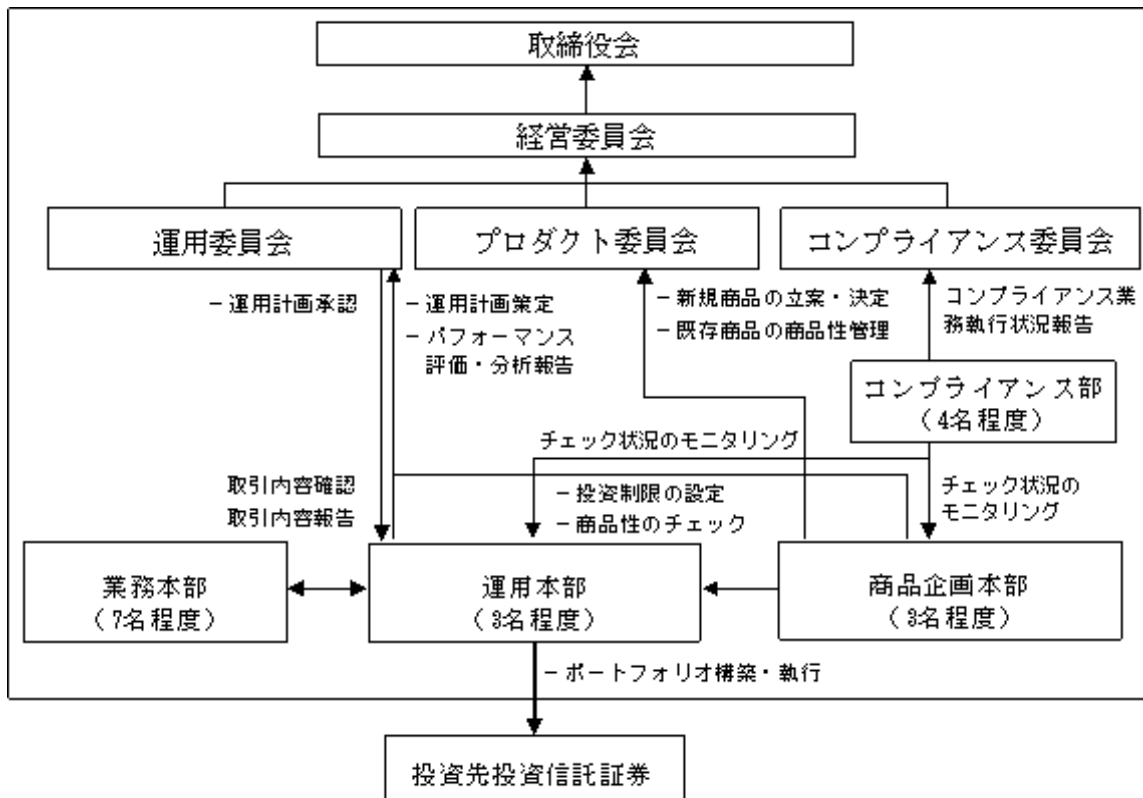 取締役会
経営委員会
運用委員会
プロダクト委員会
コンプライアンス委員会
－運用計画承認
－運用計画策定
－パフォーマンス
評価・分析報告
－新規商品の立案・決定
－既存商品の商品性管理
コンプライアンス業
務執行状況報告
コンプライアンス部
（4名程度）
チェック状況のモニタリング
取引内容確認
取引内容報告
－投資制限の設定
－商品性のチェック
チェック状況の
モニタリング
業務本部
（7名程度）
運用本部
（3名程度）
商品企画本部
（3名程度）
－ポートフォリオ構築・執行
投資先投資信託証券